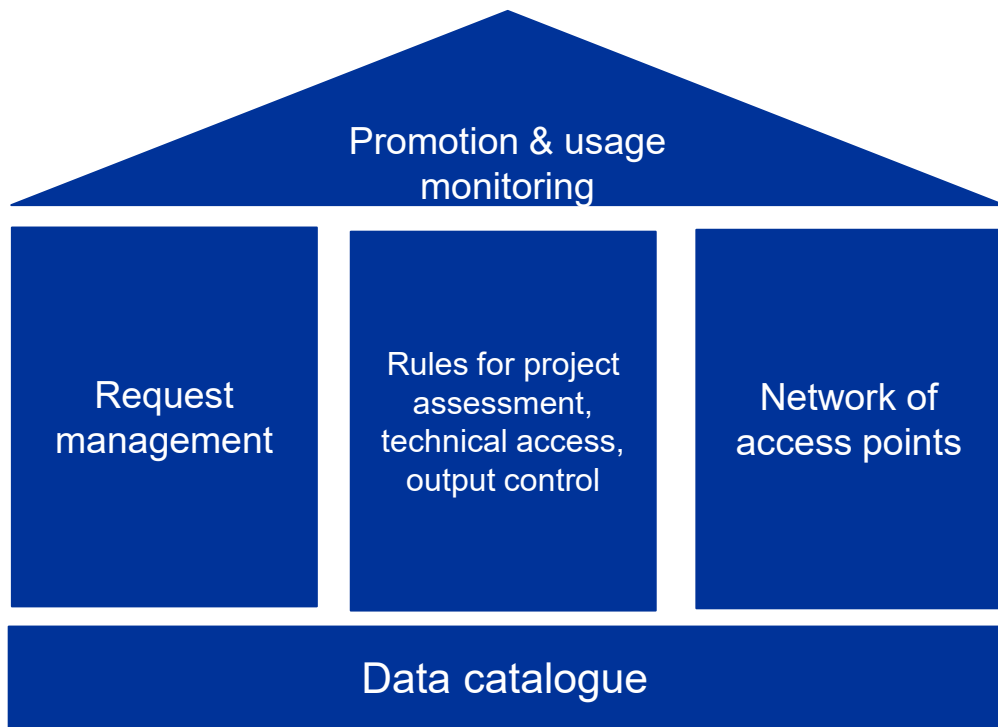 Promotion & usage
monitoring
Request
management
Rules for project
assessment,
technical access,
output control
Network of
access points
Data catalogue